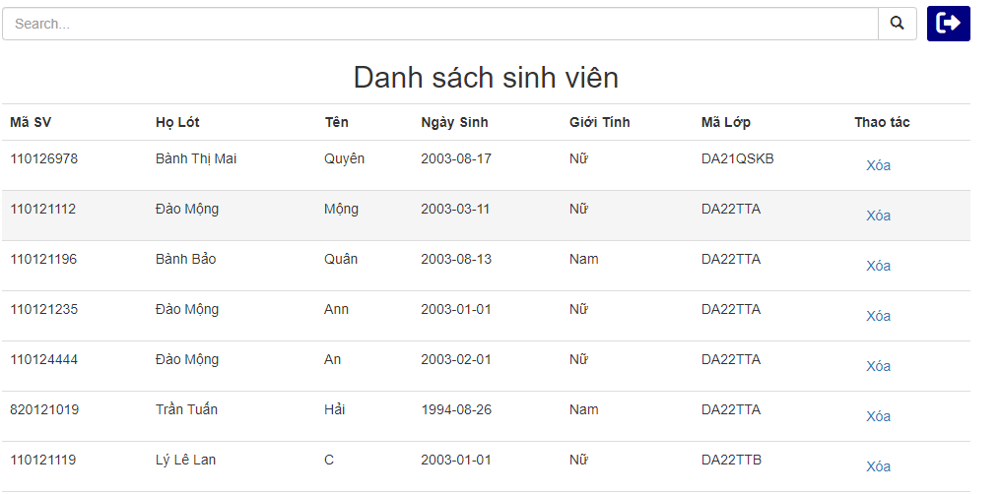 Search...
Danh sách sinh viên
Mã SV Họ Lót Tên Ngày Sinh Giới Tính Mã Lớp Thao tác
110126978 Bành Thị Mai Quyên 2003-08-17 Nữ DA21QSKB Xóa
110121112 Đào Mộng Mộng 2003-03-11 Nữ DA22TTA Xóa
110121196 Bành Bảo Quân 2003-08-13 Nam DA22TTA Xóa
110121235 Đào Mộng Ann 2003-01-01 Nữ DA22TTA Xóa
110124444 Đào Mộng An 2003-02-01 Nữ DA22TTA Xóa
820121019 Trần Tuấn Hải 1994-08-26 Nam DA22TTA Xóa
110121119 Lý Lê Lan C 2003-01-01 Nữ DA22TTB Xóa